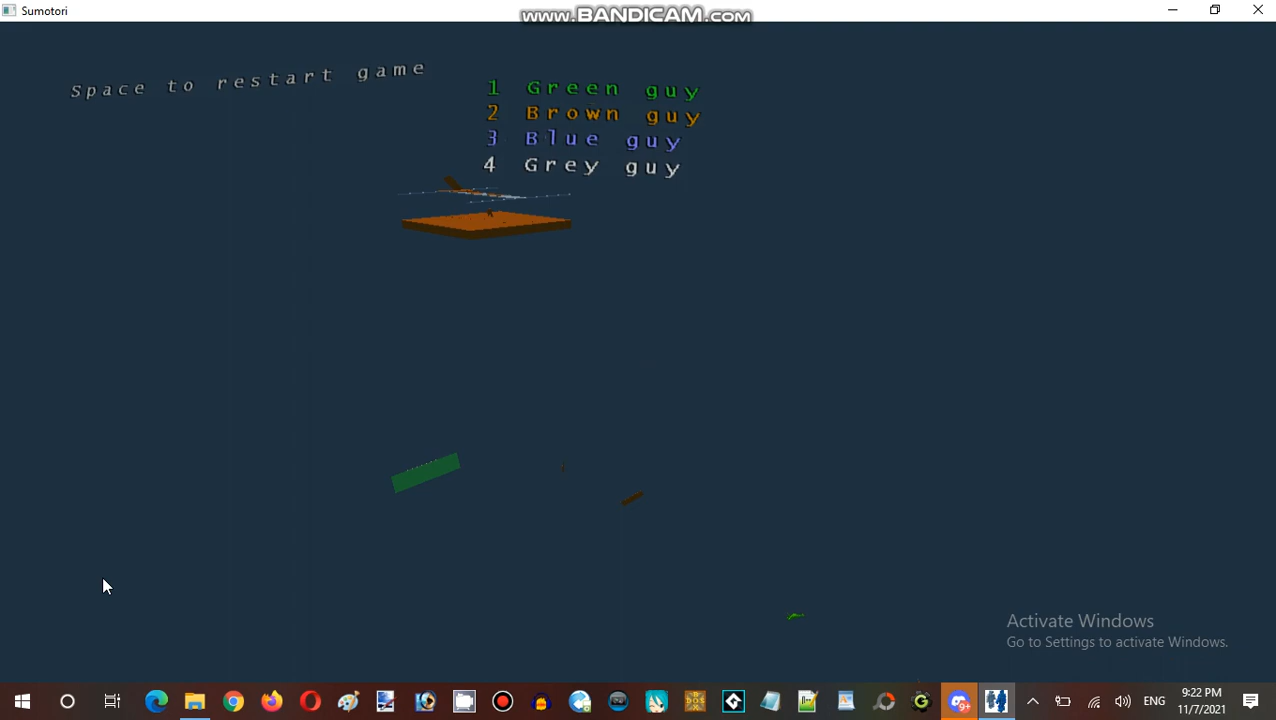 Sumotori
www.BANDICAM.com
Space to restart game
1 Green guy
2 Brown guy
3 Blue guy
4 Grey guy
Activate Windows
Go to Settings to activate Windows.
9+
ENG
9:22 PM
11/7/2021